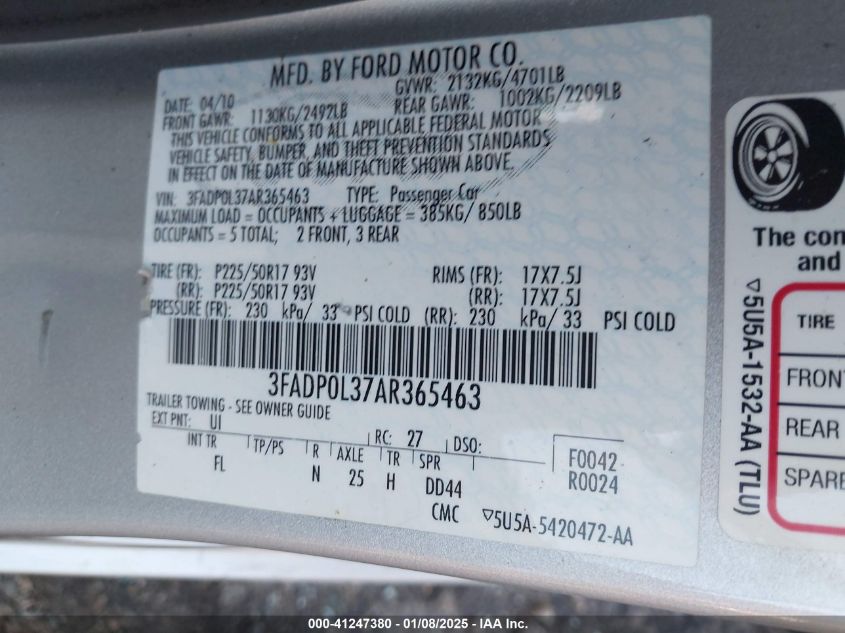 MFD. BY FORD MOTOR CO.
DATE: 04/10 GVWR: 2132KG/4701LB
FRONT GAWR: 1130KG/2492LB REAR GAWR: 1002KG/2209LB
THIS VEHICLE CONFORMS TO ALL APPLICABLE FEDERAL MOTOR
VEHICLE SAFETY, BUMPER, AND THEFT PREVENTION STANDARDS
IN EFFECT ON THE DATE OF MANUFACTURE SHOWN ABOVE.
VIN: 3FADP0L37AR365463 TYPE: Passenger Car
MAXIMUM LOAD = OCCUPANTS + LUGGAGE = 385KG/ 850LB
OCCUPANTS = 5 TOTAL; 2 FRONT, 3 REAR
TIRE (FR): P225/50R17 93V RIMS (FR): 17X7.5J
(RR): P225/50R17 93V (RR): 17X7.5J
PRESSURE (FR): 230 kPa/ 33 PSI COLD (RR): 230 kPa/ 33 PSI COLD
3FADP0L37AR365463
TRAILER TOWING - SEE OWNER GUIDE
EXT PNT: UI RC: 27 DSO: F0042
INT TR TP/PS R AXLE TR SPR R0024
FL N 25 H DD44
CMC ▽5U5A-5420472-AA
The con
and
▽5U5A-1532-AA (TLU)
TIRE
FRONT
REAR
SPARE
000-41247380 - 01/08/2025 - IAA Inc.